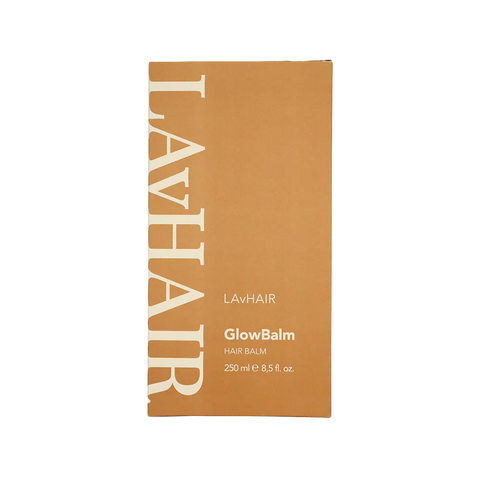 LAvHAIR
LAvHAIR
GlowBalm
HAIR BALM
250 ml ℮ 8,5 fl. oz.